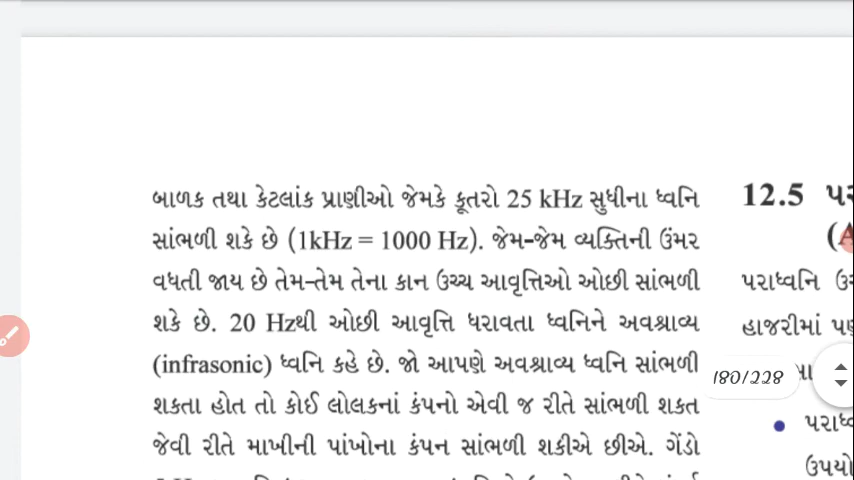 બાળક તથા કેટલાંક પ્રાણીઓ જેમકે કૂતરો 25 kHz સુધીના ધ્વનિ
સાંભળી શકે છે (1kHz = 1000 Hz). જેમ-જેમ વ્યક્તિની ઉંમર
વધતી જાય છે તેમ-તેમ તેના કાન ઉચ્ચ આવૃત્તિઓ ઓછી સાંભળી
શકે છે. 20 Hzથી ઓછી આવૃત્તિ ધરાવતા ધ્વનિને અવશ્રાવ્ય
(infrasonic) ધ્વનિ કહે છે. જો આપણે અવશ્રાવ્ય ધ્વનિ સાંભળી
શકતા હોત તો કોઈ લોલકનાં કંપનો એવી જ રીતે સાંભળી શકત
જેવી રીતે માખીની પાંખોના કંપન સાંભળી શકીએ છીએ. ગેંડો
12.5
પરાધ્વનિ
હાજરીમાં
180/228